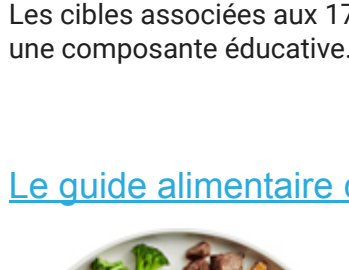 Les cibles associées aux 17
une composante éducative.
Le guide alimentaire